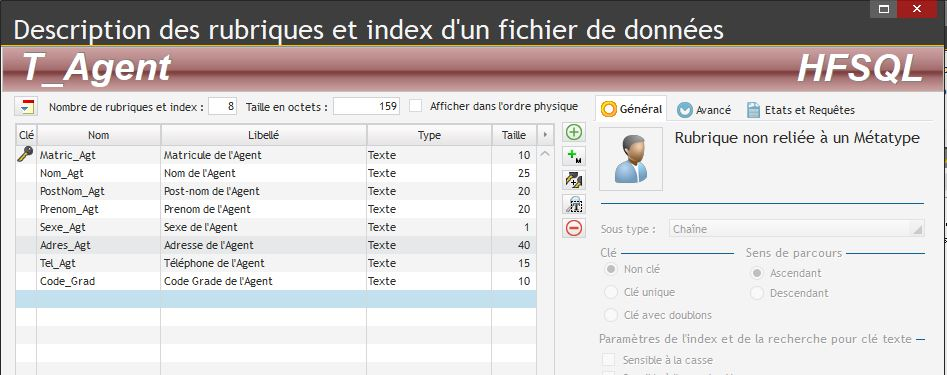 Description des rubriques et index d'un fichier de données
T_Agent HFSQL
Nombre de rubriques et index : 8 Taille en octets : 159 Afficher dans l'ordre physique
Général Avancé Etats et Requêtes
Clé Nom Libellé Type Taille
Rubrique non reliée à un Métatype
Matric_Agt Matricule de l'Agent Texte 10
Nom_Agt Nom de l'Agent Texte 25
PostNom_Agt Post-nom de l'Agent Texte 20
Prenom_Agt Prenom de l'Agent Texte 20
Sexe_Agt Sexe de l'Agent Texte 1
Adres_Agt Adresse de l'Agent Texte 40
Tel_Agt Téléphone de l'Agent Texte 15
Code_Grad Code Grade de l'Agent Texte 10
Sous type : Chaîne
Clé Sens de parcours
Non clé Ascendant
Clé unique Descendant
Clé avec doublons
Paramètres de l'index et de la recherche pour clé texte
Sensible à la casse